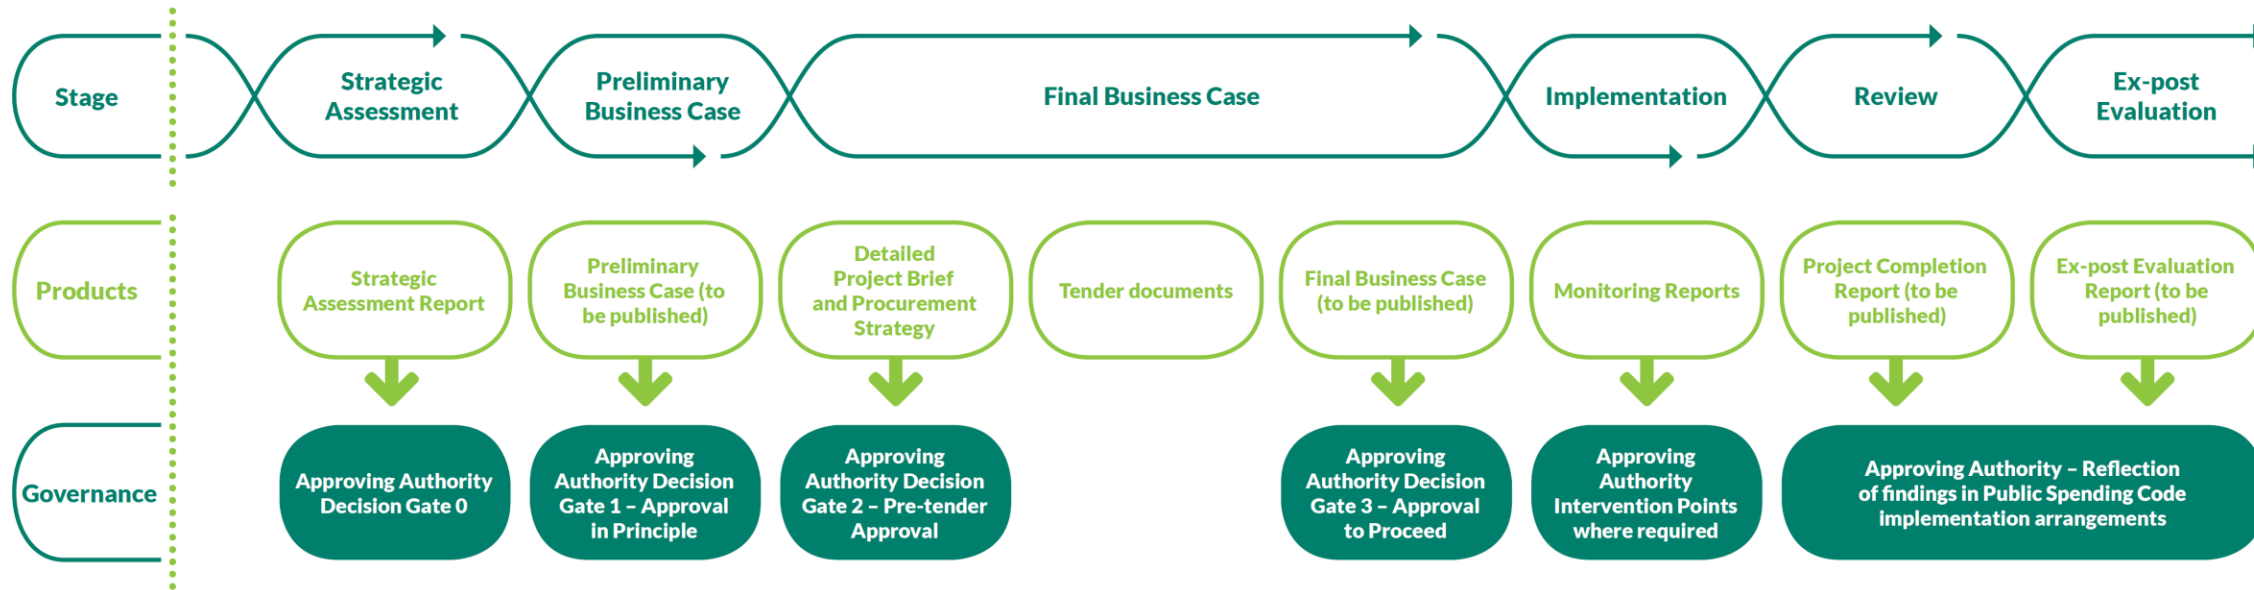 Stage
Strategic
Assessment
Preliminary
Business Case
Final Business Case
Implementation
Review
Ex-post
Evaluation
Products
Strategic
Assessment Report
Preliminary
Business Case (to
be published)
Detailed
Project Brief
and Procurement
Strategy
Tender documents
Final Business Case
(to be published)
Monitoring Reports
Project Completion
Report (to be
published)
Ex-post Evaluation
Report (to be
published)
Governance
Approving Authority
Decision Gate 0
Approving
Authority Decision
Gate 1 – Approval
in Principle
Approving
Authority Decision
Gate 2 – Pre-tender
Approval
Approving
Authority Decision
Gate 3 – Approval
to Proceed
Approving
Authority
Intervention Points
where required
Approving Authority – Reflection
of findings in Public Spending Code
implementation arrangements